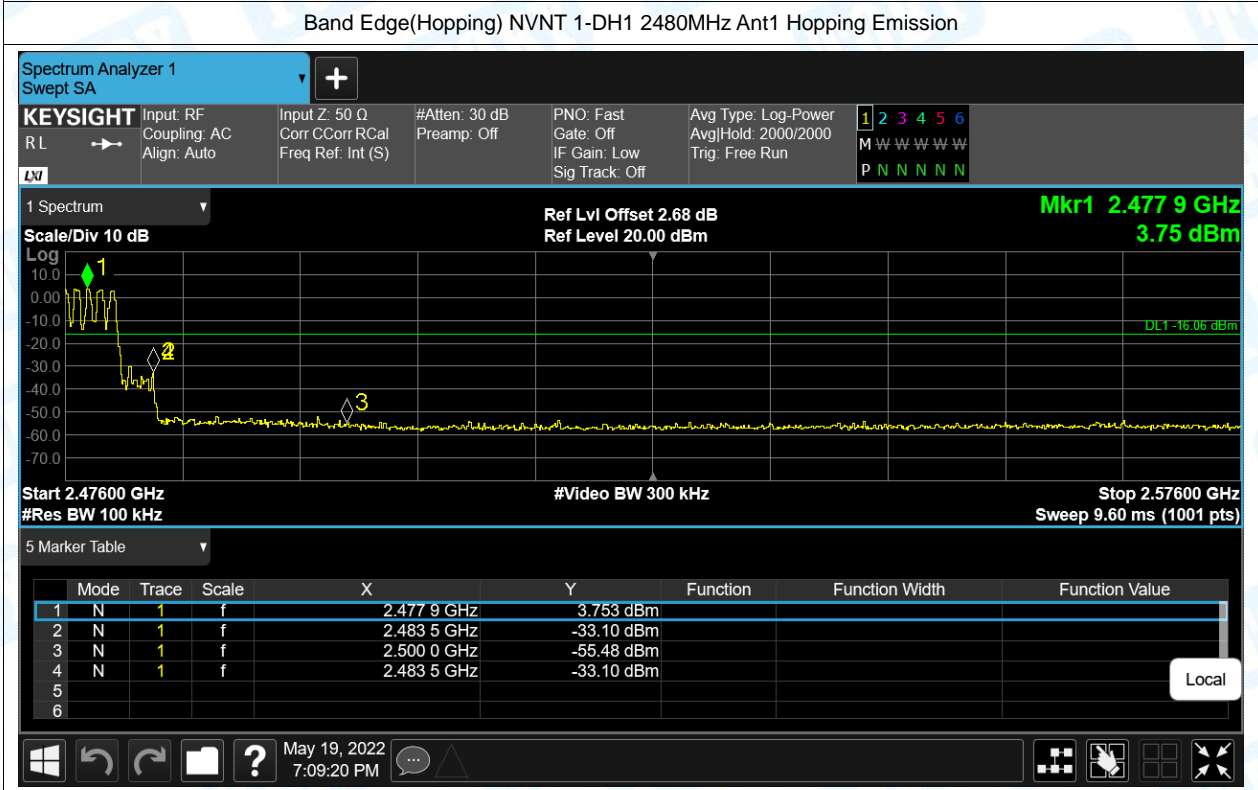 Band Edge(Hopping) NVNT 1-DH1 2480MHz Ant1 Hopping Emission
Spectrum Analyzer 1
Swept SA
KEYSIGHT
R L
LXI
Input: RF
Coupling: AC
Align: Auto
Input Z: 50 Ω
Corr CCorr RCal
Freq Ref: Int (S)
#Atten: 30 dB
Preamp: Off
PNO: Fast
Gate: Off
IF Gain: Low
Sig Track: Off
Avg Type: Log-Power
Avg|Hold: 2000/2000
Trig: Free Run
1 2 3 4 5 6
M W W W W W
P N N N N N
1 Spectrum
Scale/Div 10 dB
Ref Lvl Offset 2.68 dB
Ref Level 20.00 dBm
Mkr1 2.477 9 GHz
3.75 dBm
Log
10.0
0.00
-10.0
-20.0
-30.0
-40.0
-50.0
-60.0
-70.0
1
3
DL1 -16.06 dBm
Start 2.47600 GHz
#Res BW 100 kHz
#Video BW 300 kHz
Stop 2.57600 GHz
Sweep 9.60 ms (1001 pts)
5 Marker Table
Mode Trace Scale X Y Function Function Width Function Value
1 N 1 f 2.477 9 GHz 3.753 dBm
2 N 1 f 2.483 5 GHz -33.10 dBm
3 N 1 f 2.500 0 GHz -55.48 dBm
4 N 1 f 2.483 5 GHz -33.10 dBm
5
6
Local
?
May 19, 2022
7:09:20 PM